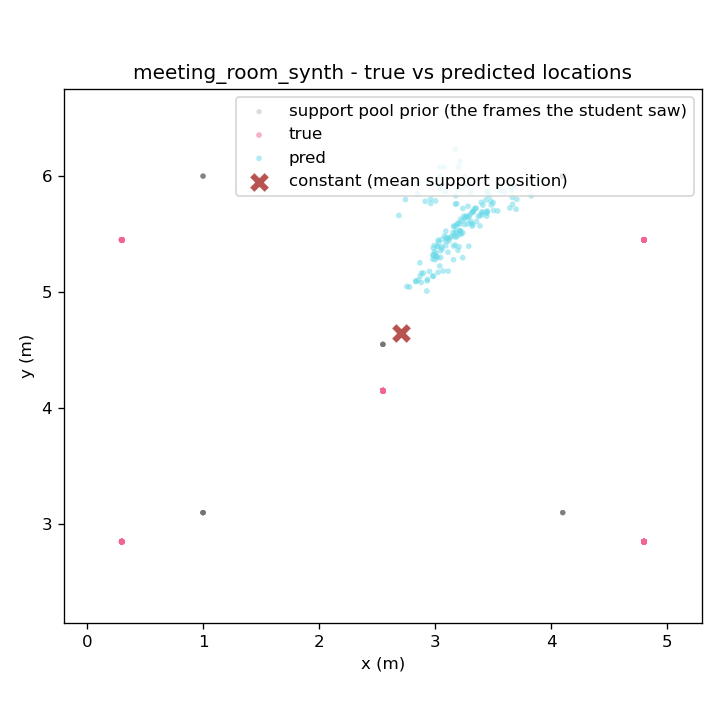 meeting_room_synth - true vs predicted locations
support pool prior (the frames the student saw)
true
pred
constant (mean support position)
6
5
4
3
y (m)
0 1 2 3 4 5
x (m)